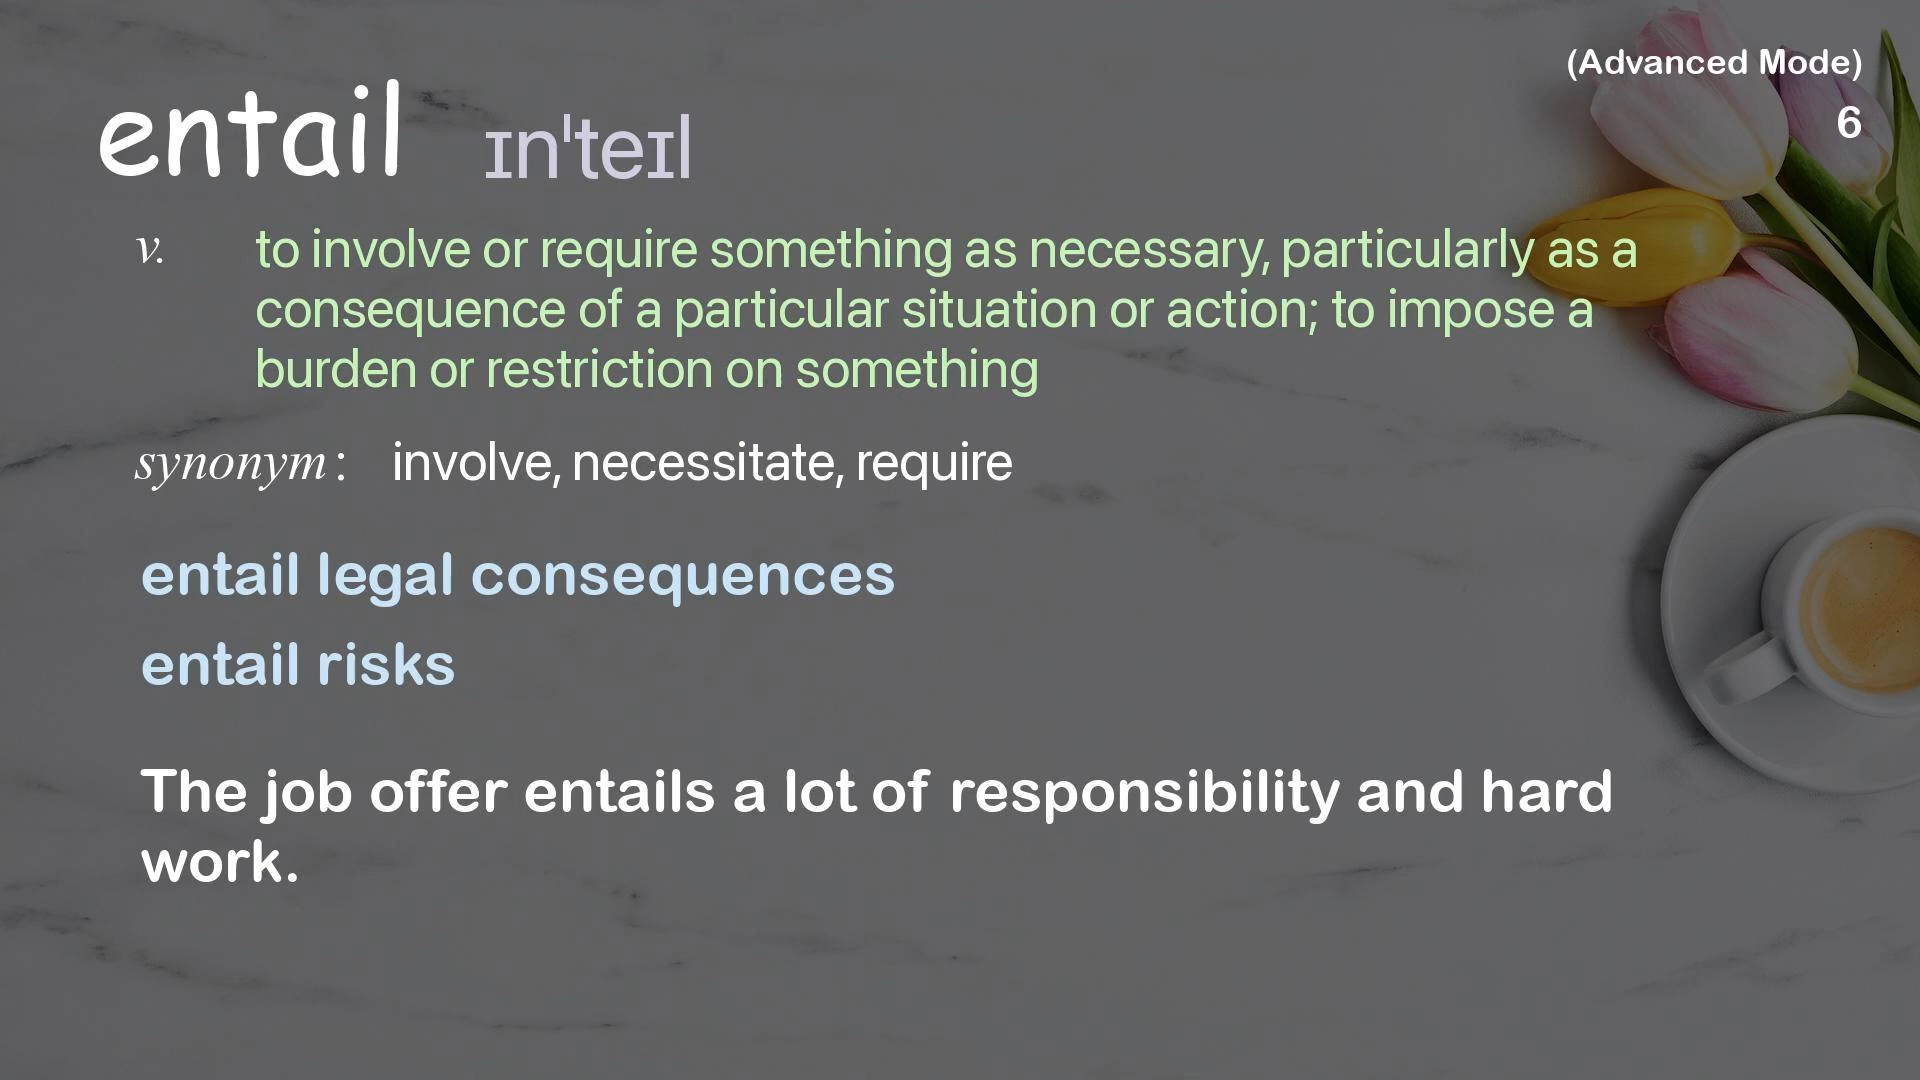 (Advanced Mode)
entail ɪnˈteɪl
6
v. to involve or require something as necessary, particularly as a
consequence of a particular situation or action; to impose a
burden or restriction on something
synonym : involve, necessitate, require
entail legal consequences
entail risks
The job offer entails a lot of responsibility and hard
work.